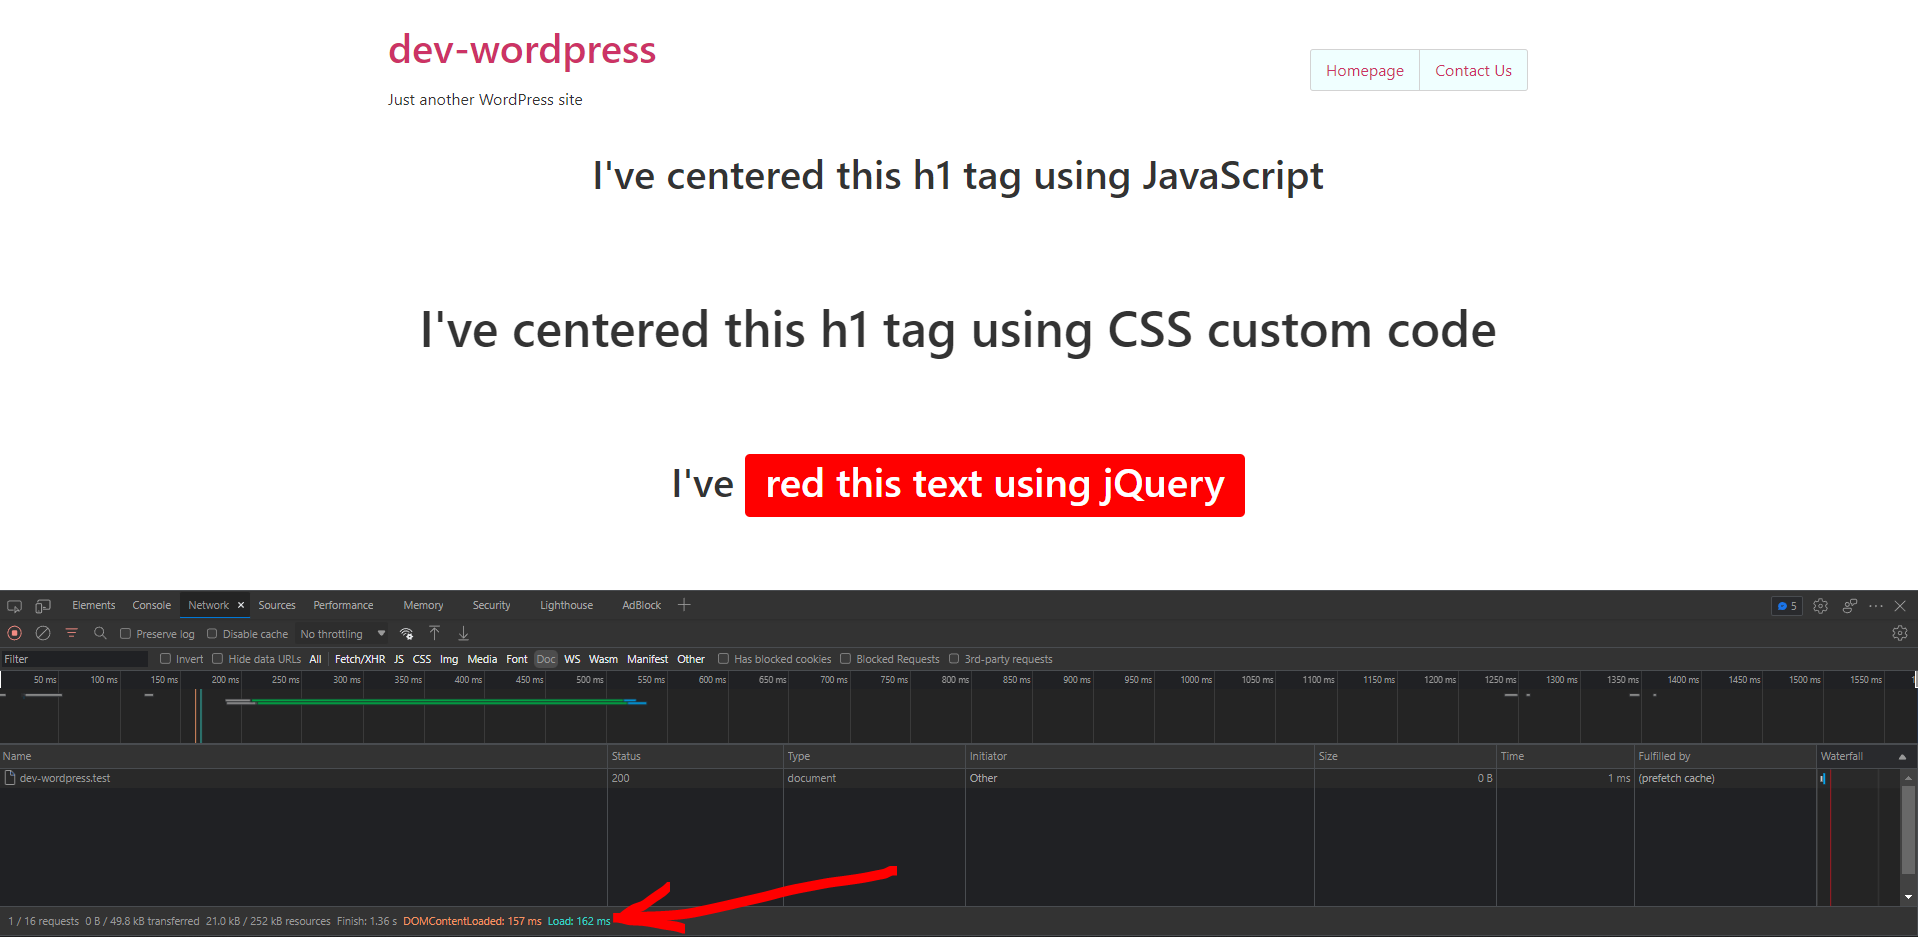 dev-wordpress
Just another WordPress site
Homepage Contact Us
I've centered this h1 tag using JavaScript
I've centered this h1 tag using CSS custom code
I've red this text using jQuery
Elements Console Network × Sources Performance Memory Security Lighthouse AdBlock + 5
Preserve log Disable cache No throttling
Filter Invert Hide data URLs All Fetch/XHR JS CSS Img Media Font Doc WS Wasm Manifest Other Has blocked cookies Blocked Requests 3rd-party requests
50 ms 100 ms 150 ms 200 ms 250 ms 300 ms 350 ms 400 ms 450 ms 500 ms 550 ms 600 ms 650 ms 700 ms 750 ms 800 ms 850 ms 900 ms 950 ms 1000 ms 1050 ms 1100 ms 1150 ms 1200 ms 1250 ms 1300 ms 1350 ms 1400 ms 1450 ms 1500 ms 1550 ms
Name Status Type Initiator Size Time Fulfilled by Waterfall
dev-wordpress.test 200 document Other 0 B 1 ms (prefetch cache)
1 / 16 requests 0 B / 49.8 kB transferred 21.0 kB / 252 kB resources Finish: 1.36 s DOMContentLoaded: 157 ms Load: 162 ms